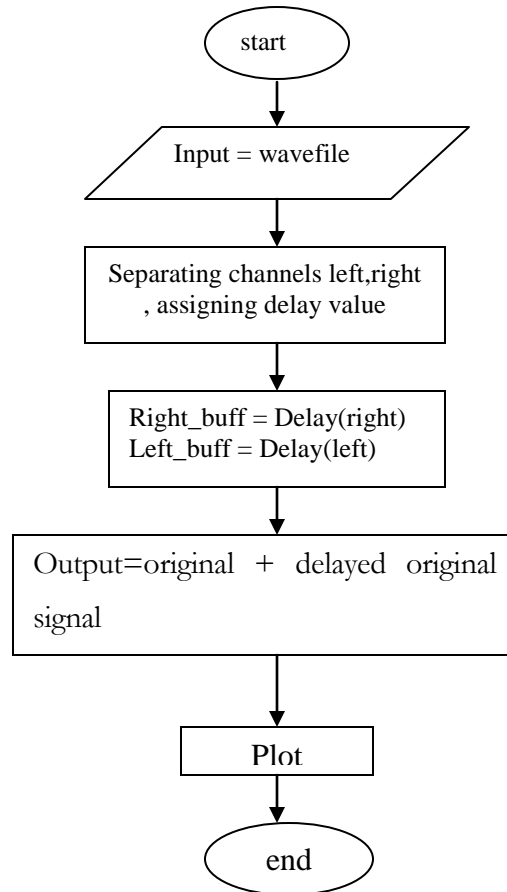 start
Input = wavefile
Separating channels left,right
, assigning delay value
Right_buff = Delay(right)
Left_buff = Delay(left)
Output=original + delayed original
signal
Plot
end